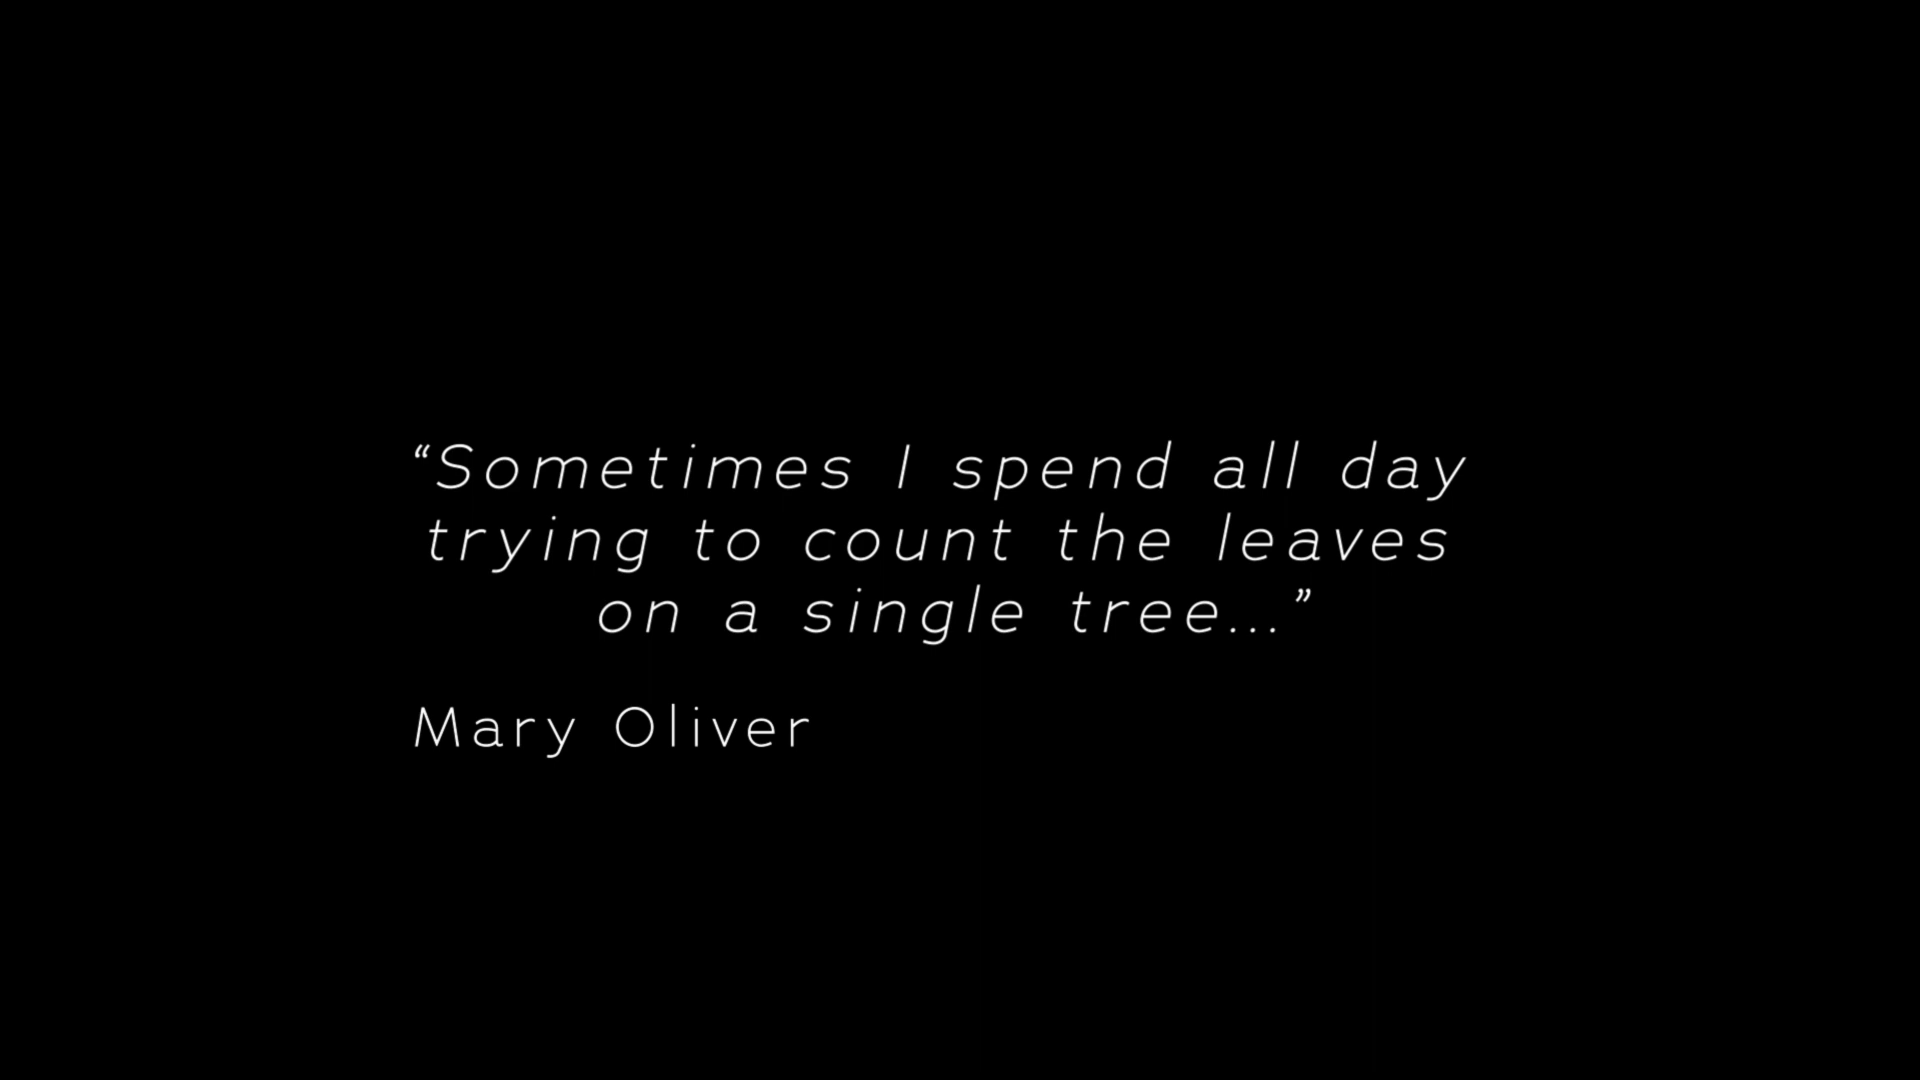 “Sometimes I spend all day
trying to count the leaves
on a single tree...”
Mary Oliver